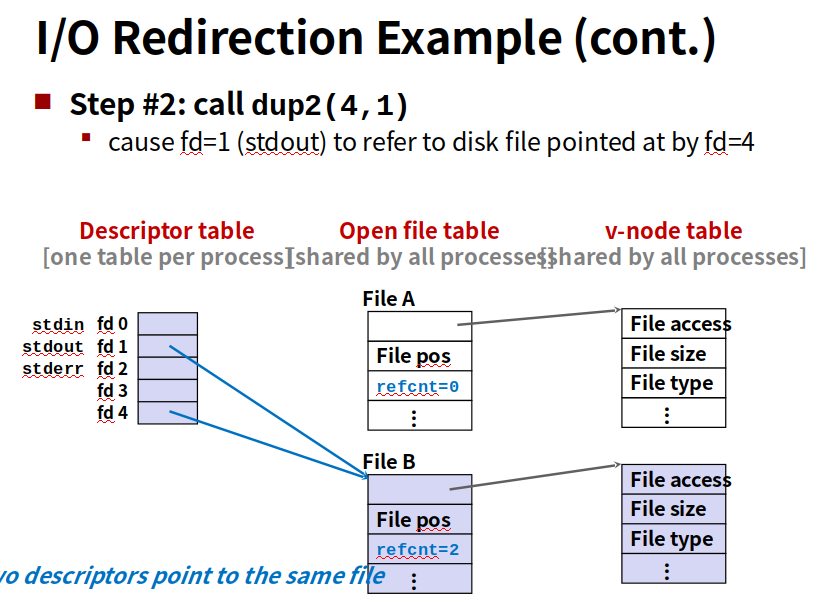 I/O Redirection Example (cont.)
Step #2: call dup2(4,1)
cause fd=1 (stdout) to refer to disk file pointed at by fd=4
Descriptor table
[one table per process]
Open file table
[shared by all processes]
v-node table
[shared by all processes]
stdin fd 0
stdout fd 1
stderr fd 2
fd 3
fd 4
File A
File pos
refcnt=0
⋮
File access
File size
File type
⋮
File B
File pos
refcnt=2
⋮
File access
File size
File type
⋮
descriptors point to the same file